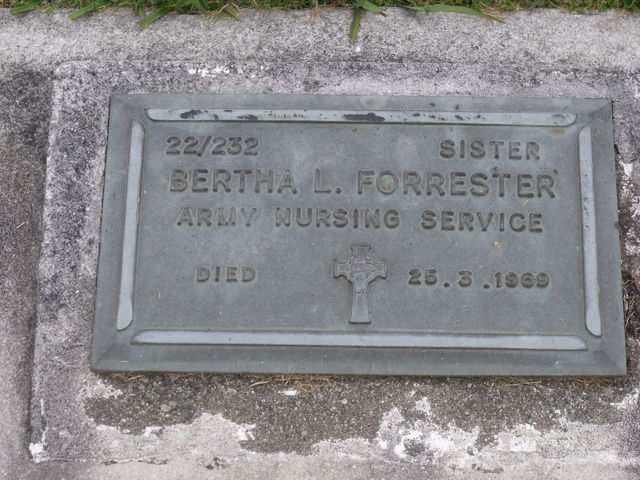 22/232 SISTER
BERTHA L. FORRESTER
ARMY NURSING SERVICE
DIED 25.3.1969